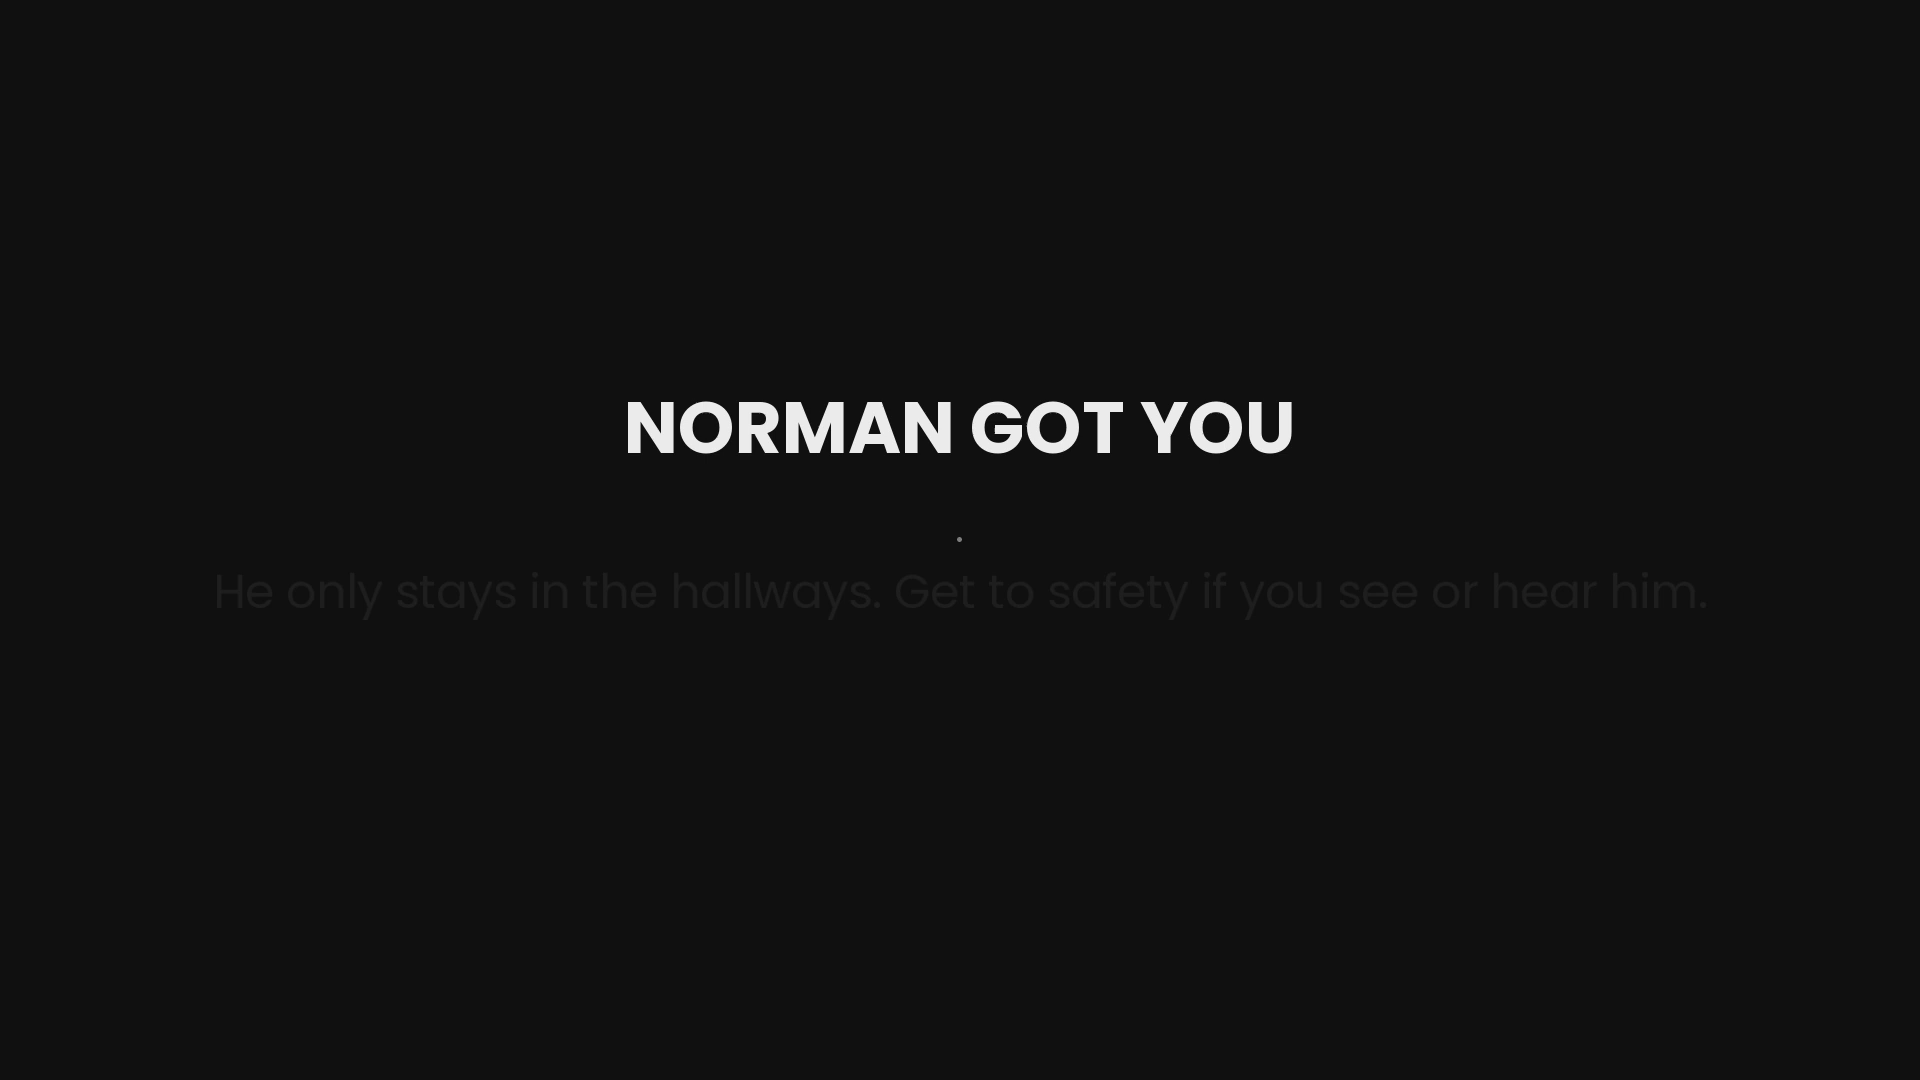 NORMAN GOT YOU
He only stays in the hallways. Get to safety if you see or hear him.